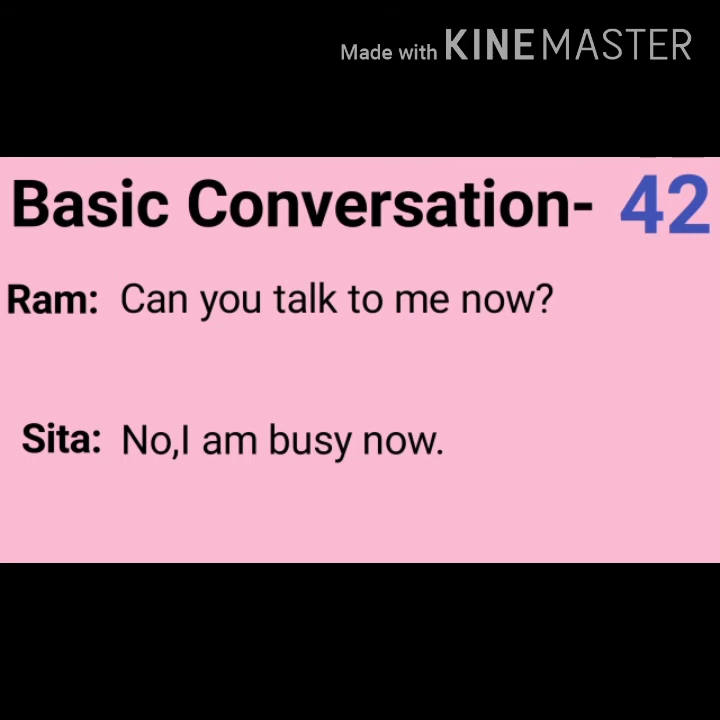 Made with KINEMASTER
Basic Conversation- 42
Ram: Can you talk to me now?
Sita: No,I am busy now.